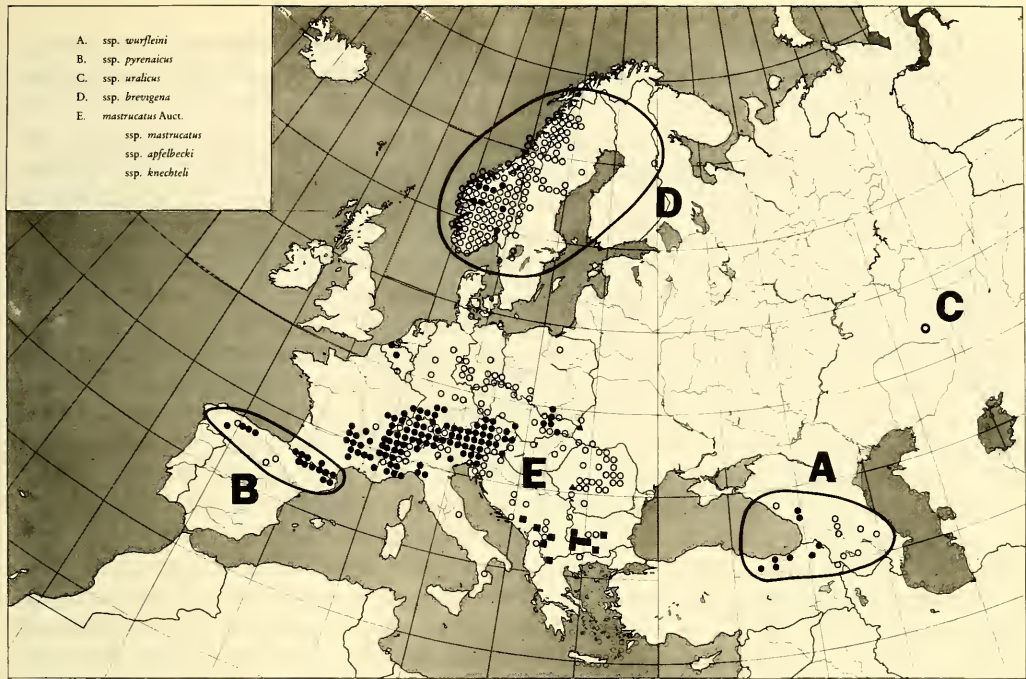 A. ssp. wurfleini
B. ssp. pyrenaicus
C. ssp. uralicus
D. ssp. brevigena
E. mastrucatus Auct.
ssp. mastrucatus
ssp. apfelbecki
ssp. knechteli
D
C
A
E
B